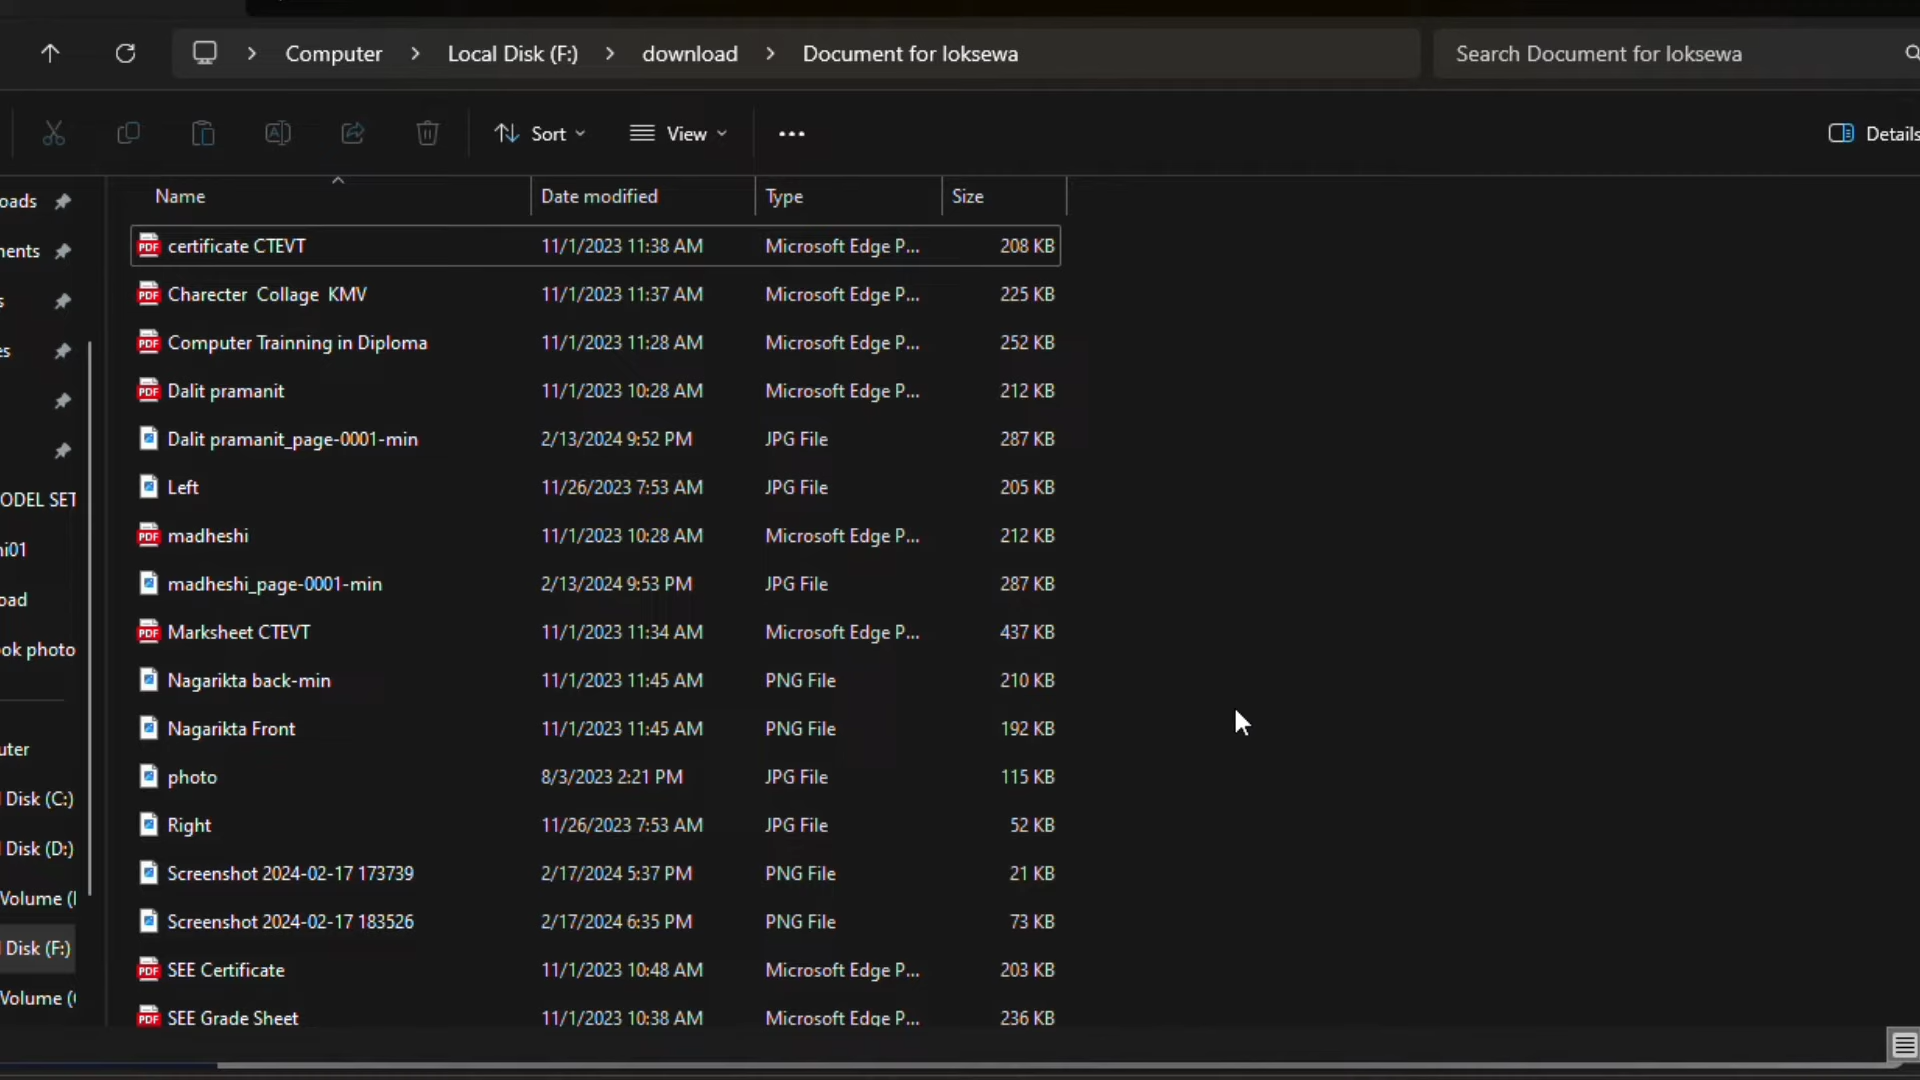 Computer > Local Disk (F:) > download > Document for loksewa
Search Document for loksewa
Sort
View
Details
Name Date modified Type Size
certificate CTEVT 11/1/2023 11:38 AM Microsoft Edge P... 208 KB
Charecter Collage KMV 11/1/2023 11:37 AM Microsoft Edge P... 225 KB
Computer Trainning in Diploma 11/1/2023 11:28 AM Microsoft Edge P... 252 KB
Dalit pramanit 11/1/2023 10:28 AM Microsoft Edge P... 212 KB
Dalit pramanit_page-0001-min 2/13/2024 9:52 PM JPG File 287 KB
Left 11/26/2023 7:53 AM JPG File 205 KB
madheshi 11/1/2023 10:28 AM Microsoft Edge P... 212 KB
madheshi_page-0001-min 2/13/2024 9:53 PM JPG File 287 KB
Marksheet CTEVT 11/1/2023 11:34 AM Microsoft Edge P... 437 KB
Nagarikta back-min 11/1/2023 11:45 AM PNG File 210 KB
Nagarikta Front 11/1/2023 11:45 AM PNG File 192 KB
photo 8/3/2023 2:21 PM JPG File 115 KB
Right 11/26/2023 7:53 AM JPG File 52 KB
Screenshot 2024-02-17 173739 2/17/2024 5:37 PM PNG File 21 KB
Screenshot 2024-02-17 183526 2/17/2024 6:35 PM PNG File 73 KB
SEE Certificate 11/1/2023 10:48 AM Microsoft Edge P... 203 KB
SEE Grade Sheet 11/1/2023 10:38 AM Microsoft Edge P... 236 KB
oads
ments
s
es
ODEL SET
ni01
oad
ok photo
uter
Disk (C:)
Disk (D:)
Volume (
Disk (F:)
Volume (